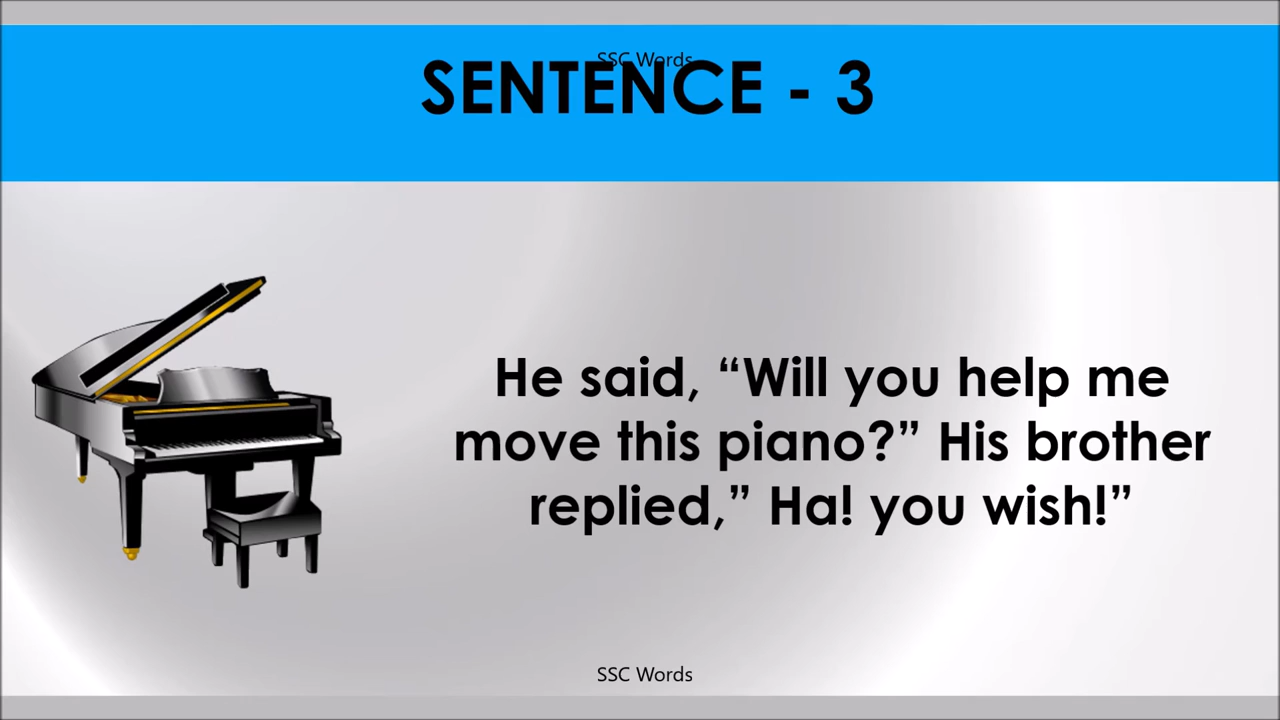 SSC Words
SENTENCE - 3
He said, “Will you help me
move this piano?” His brother
replied,” Ha! you wish!”
SSC Words